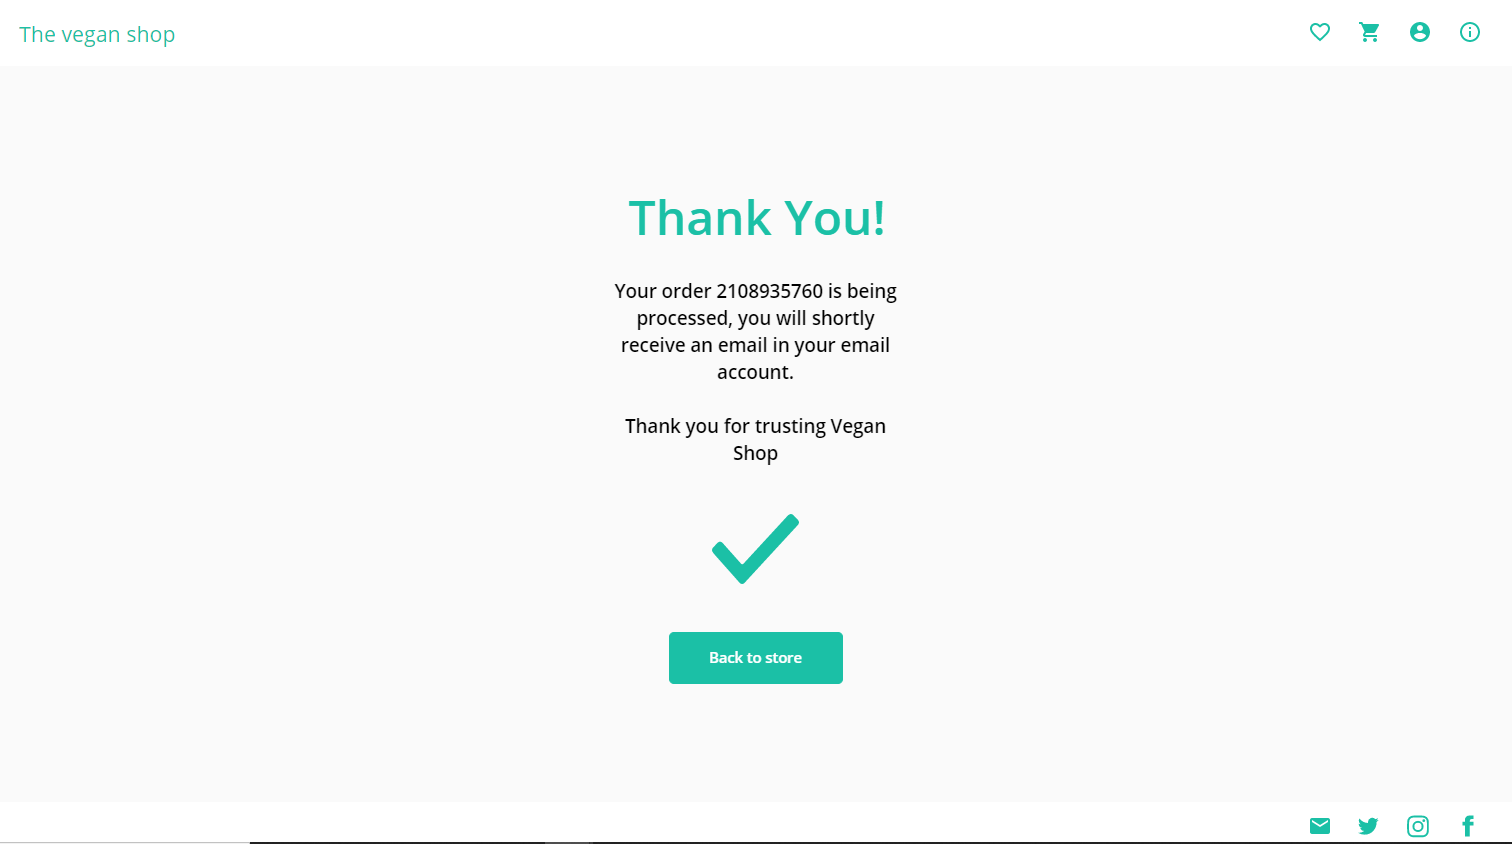 The vegan shop
Thank You!
Your order 2108935760 is being
processed, you will shortly
receive an email in your email
account.
Thank you for trusting Vegan
Shop
Back to store